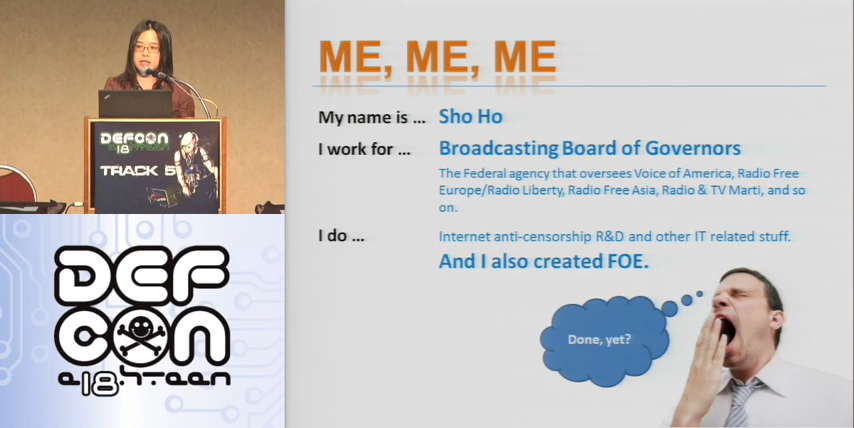 DEFCON
18
TRACK 5
DEF
CON
e18hteen
ME, ME, ME
My name is ... Sho Ho
I work for ... Broadcasting Board of Governors
The Federal agency that oversees Voice of America, Radio Free
Europe/Radio Liberty, Radio Free Asia, Radio & TV Marti, and so
on.
I do ... Internet anti-censorship R&D and other IT related stuff.
And I also created FOE.
Done, yet?